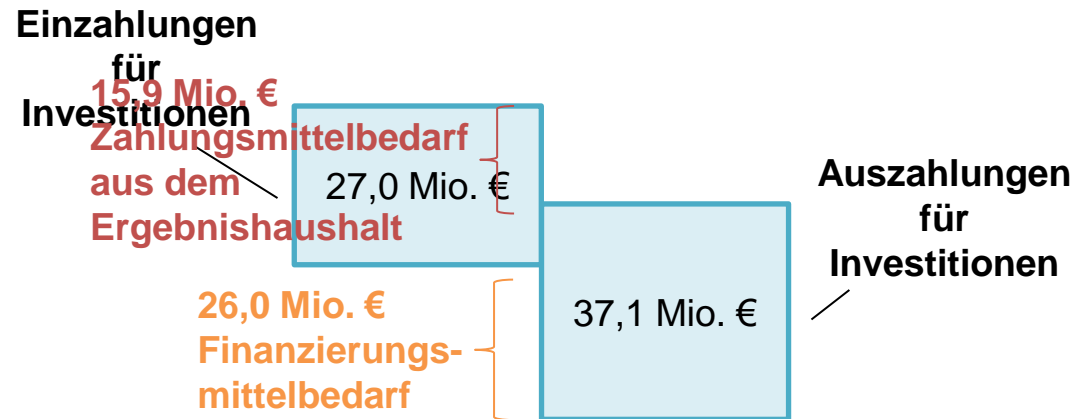 Einzahlungen
für
Investitionen
15,9 Mio. €
Zahlungsmittelbedarf
aus dem
Ergebnishaushalt
27,0 Mio. €
Auszahlungen
für
Investitionen
26,0 Mio. €
Finanzierungs-
mittelbedarf
37,1 Mio. €